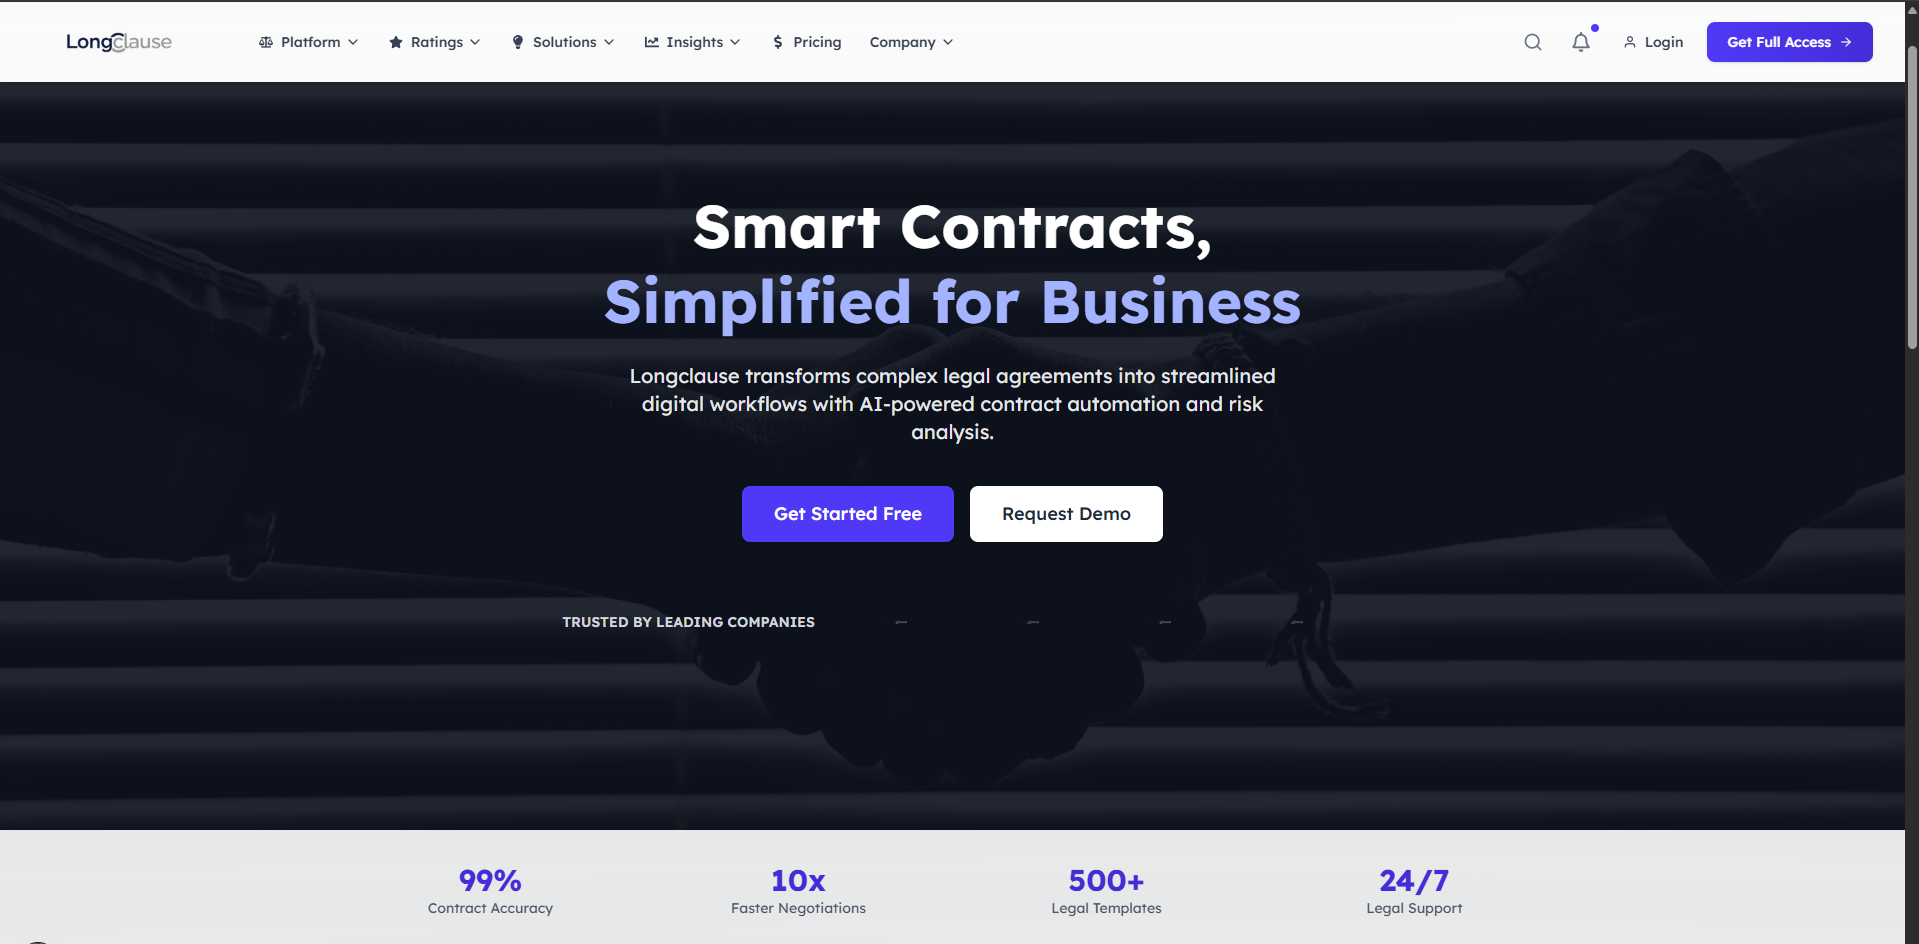 Longclause
Platform
Ratings
Solutions
Insights
$ Pricing
Company
Login
Get Full Access →
Smart Contracts,
Simplified for Business
Longclause transforms complex legal agreements into streamlined
digital workflows with AI-powered contract automation and risk
analysis.
Get Started Free
Request Demo
TRUSTED BY LEADING COMPANIES
99%
Contract Accuracy
10x
Faster Negotiations
500+
Legal Templates
24/7
Legal Support